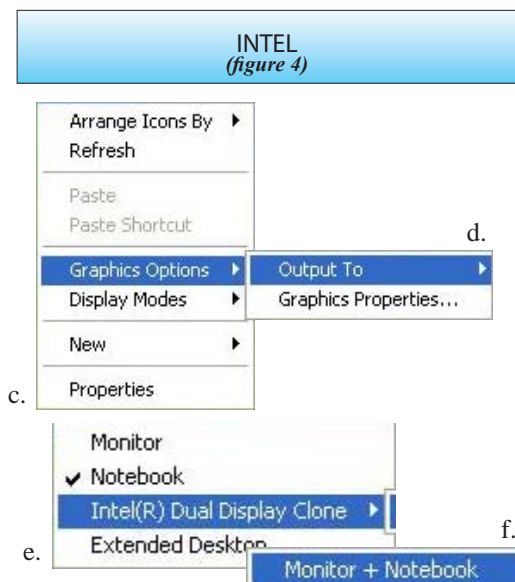 INTEL
(figure 4)
Arrange Icons By
Refresh
Paste
Paste Shortcut
d.
Graphics Options
Output To
Display Modes
Graphics Properties...
New
Properties
c.
Monitor
Notebook
Intel(R) Dual Display Clone
f.
e.
Extended Desktop
Monitor + Notebook